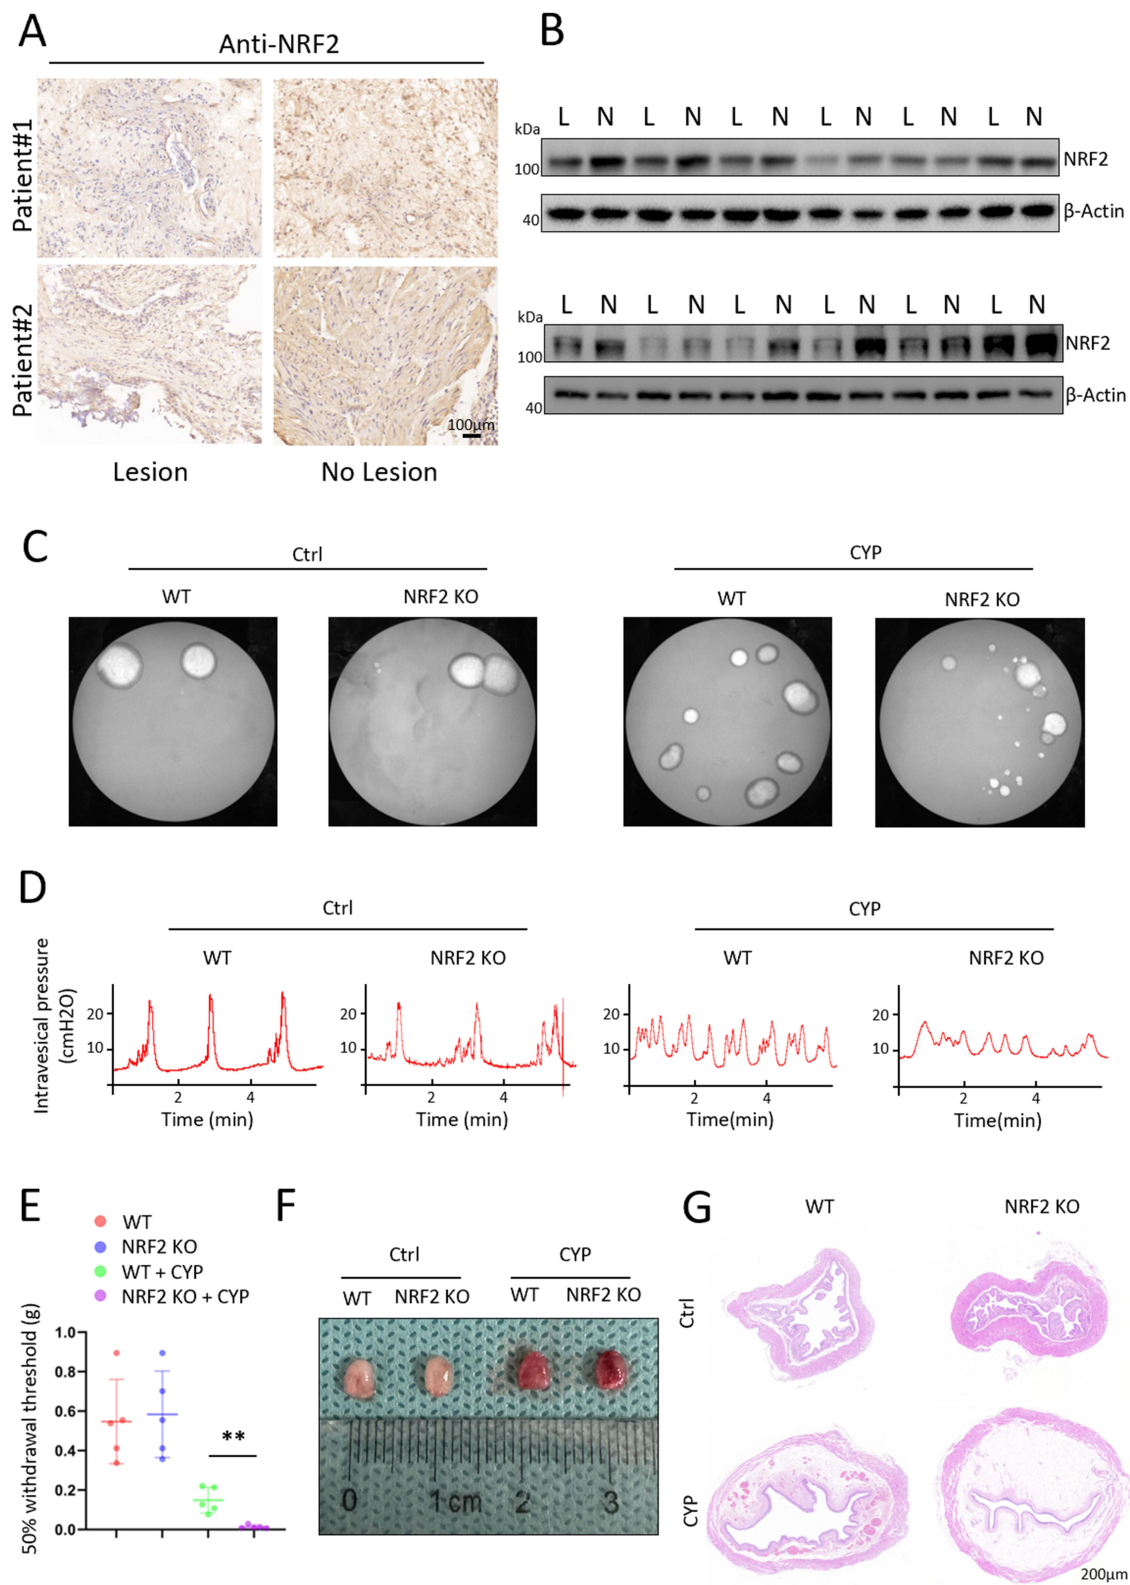 A
Anti-NRF2
Patient#1
Patient#2
100μm
Lesion
No Lesion
B
L N L N L N L N L N L N
kDa
100
NRF2
40
β-Actin
L N L N L N L N L N L N
kDa
100
NRF2
40
β-Actin
C
Ctrl
CYP
WT
NRF2 KO
WT
NRF2 KO
D
Ctrl
CYP
WT
NRF2 KO
WT
NRF2 KO
Intravesical pressure
(cmH2O)
20
10
2 4
Time (min)
20
10
2 4
Time (min)
20
10
2 4
Time(min)
20
10
2 4
Time(min)
E
WT
NRF2 KO
WT + CYP
NRF2 KO + CYP
50% withdrawal threshold (g)
1.0
0.8
0.6
0.4
0.2
0.0
**
F
Ctrl
CYP
WT
NRF2 KO
WT
NRF2 KO
0 1cm 2 3
G
WT
NRF2 KO
Ctrl
CYP
200μm